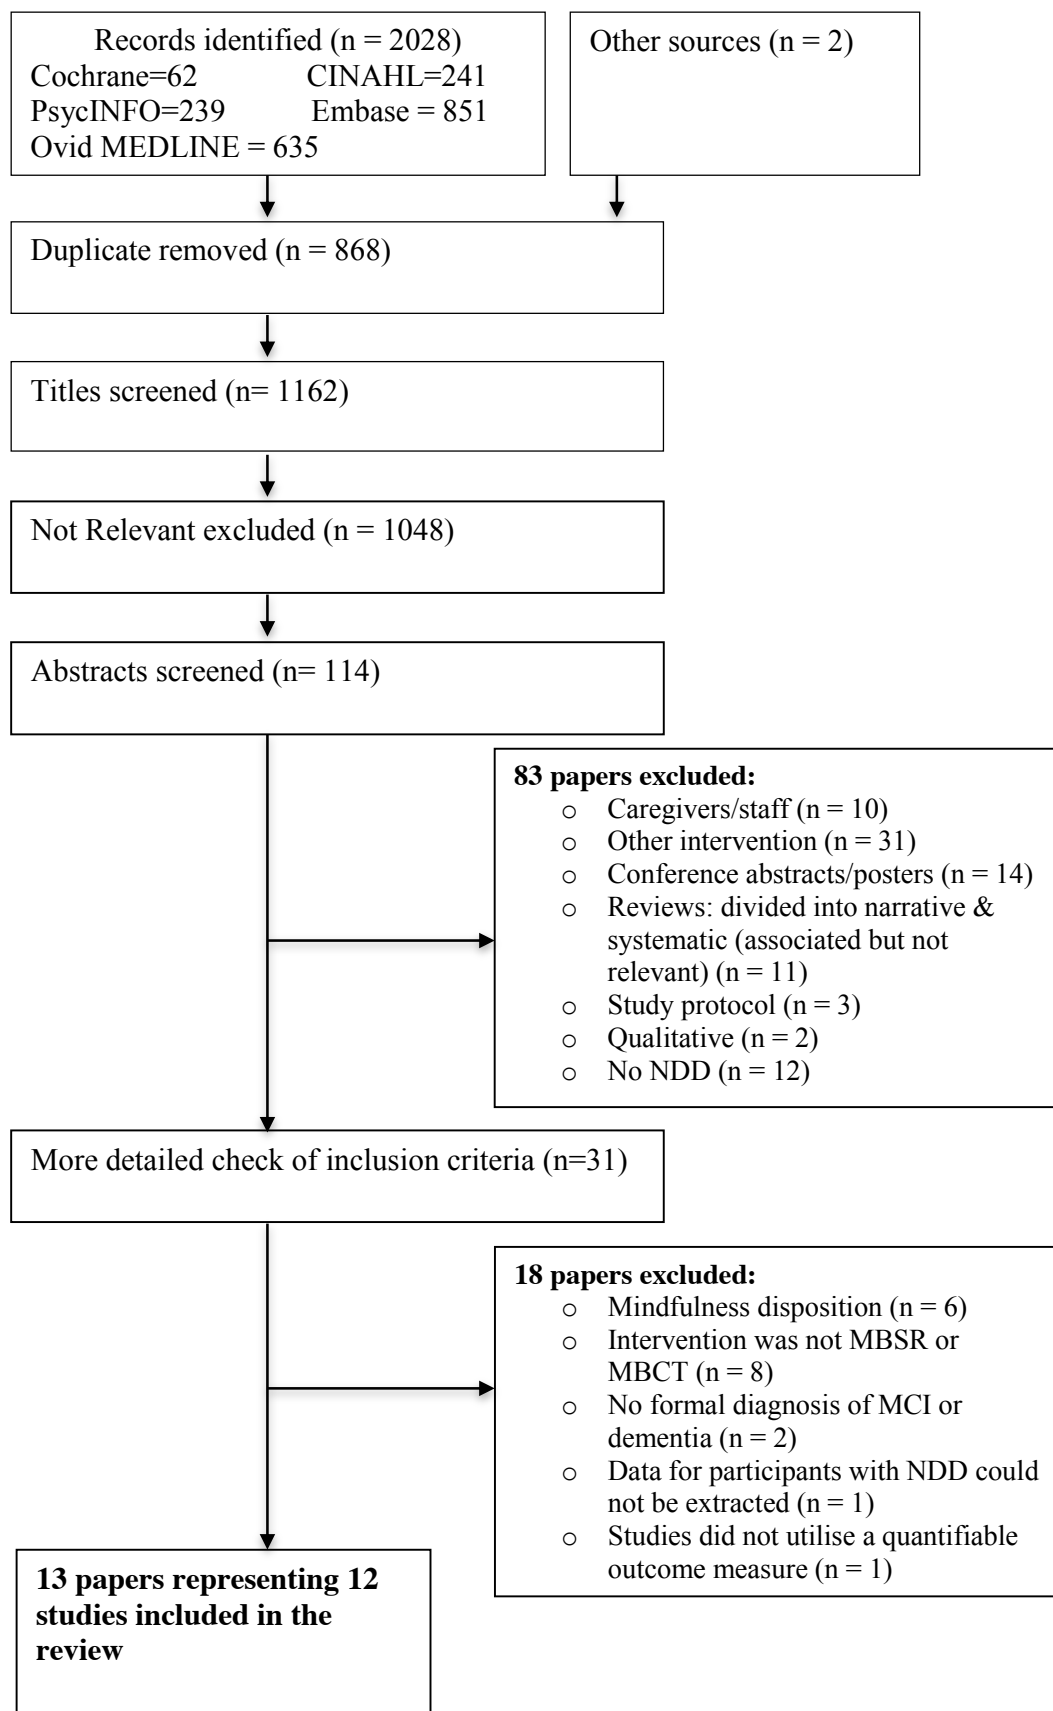 Records identified (n = 2028)
Cochrane=62 CINAHL=241
PsycINFO=239 Embase = 851
Ovid MEDLINE = 635
Other sources (n = 2)
Duplicate removed (n = 868)
Titles screened (n= 1162)
Not Relevant excluded (n = 1048)
Abstracts screened (n= 114)
83 papers excluded:
o Caregivers/staff (n = 10)
o Other intervention (n = 31)
o Conference abstracts/posters (n = 14)
o Reviews: divided into narrative &
systematic (associated but not
relevant) (n = 11)
o Study protocol (n = 3)
o Qualitative (n = 2)
o No NDD (n = 12)
More detailed check of inclusion criteria (n=31)
18 papers excluded:
o Mindfulness disposition (n = 6)
o Intervention was not MBSR or
MBCT (n = 8)
o No formal diagnosis of MCI or
dementia (n = 2)
o Data for participants with NDD could
not be extracted (n = 1)
o Studies did not utilise a quantifiable
outcome measure (n = 1)
13 papers representing 12
studies included in the
review